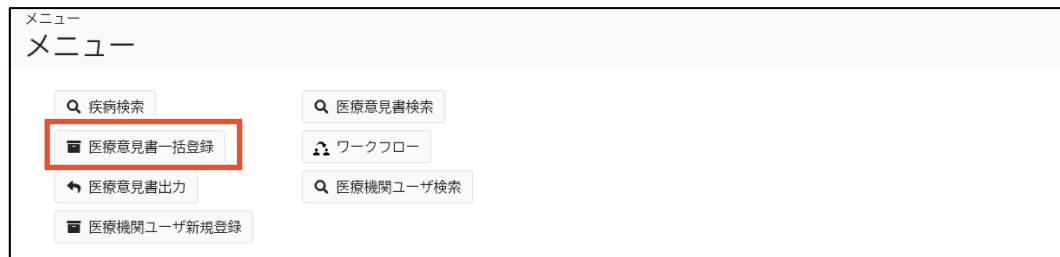 メニュー
メニュー
疾病検索
医療意見書検索
医療意見書一括登録
ワークフロー
医療意見書出力
医療機関ユーザ検索
医療機関ユーザ新規登録